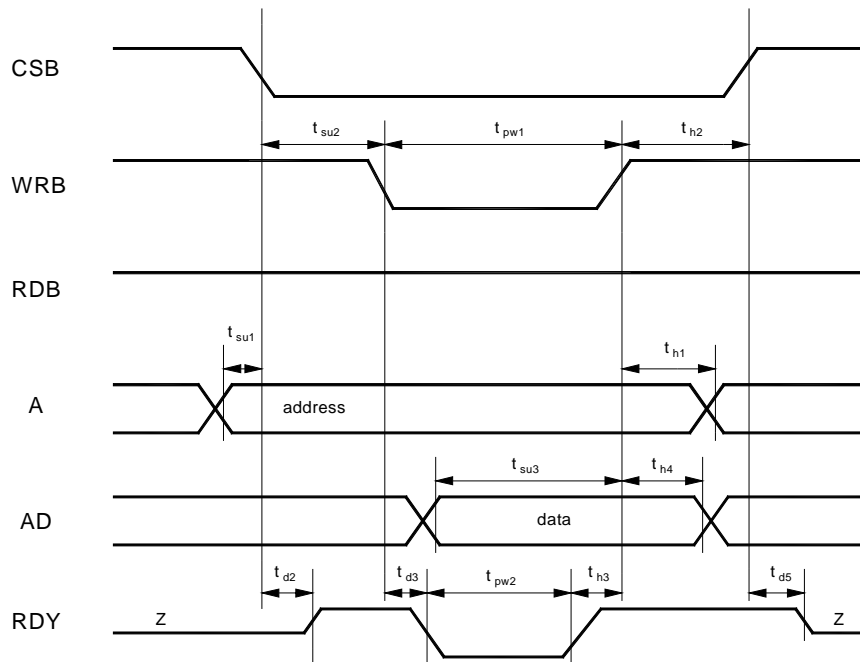 CSB
t su2 t pw1 t h2
WRB
RDB
t su1 t h1
A address
t su3 t h4
AD data
t d2 t d3 t pw2 t h3 t d5
RDY Z Z